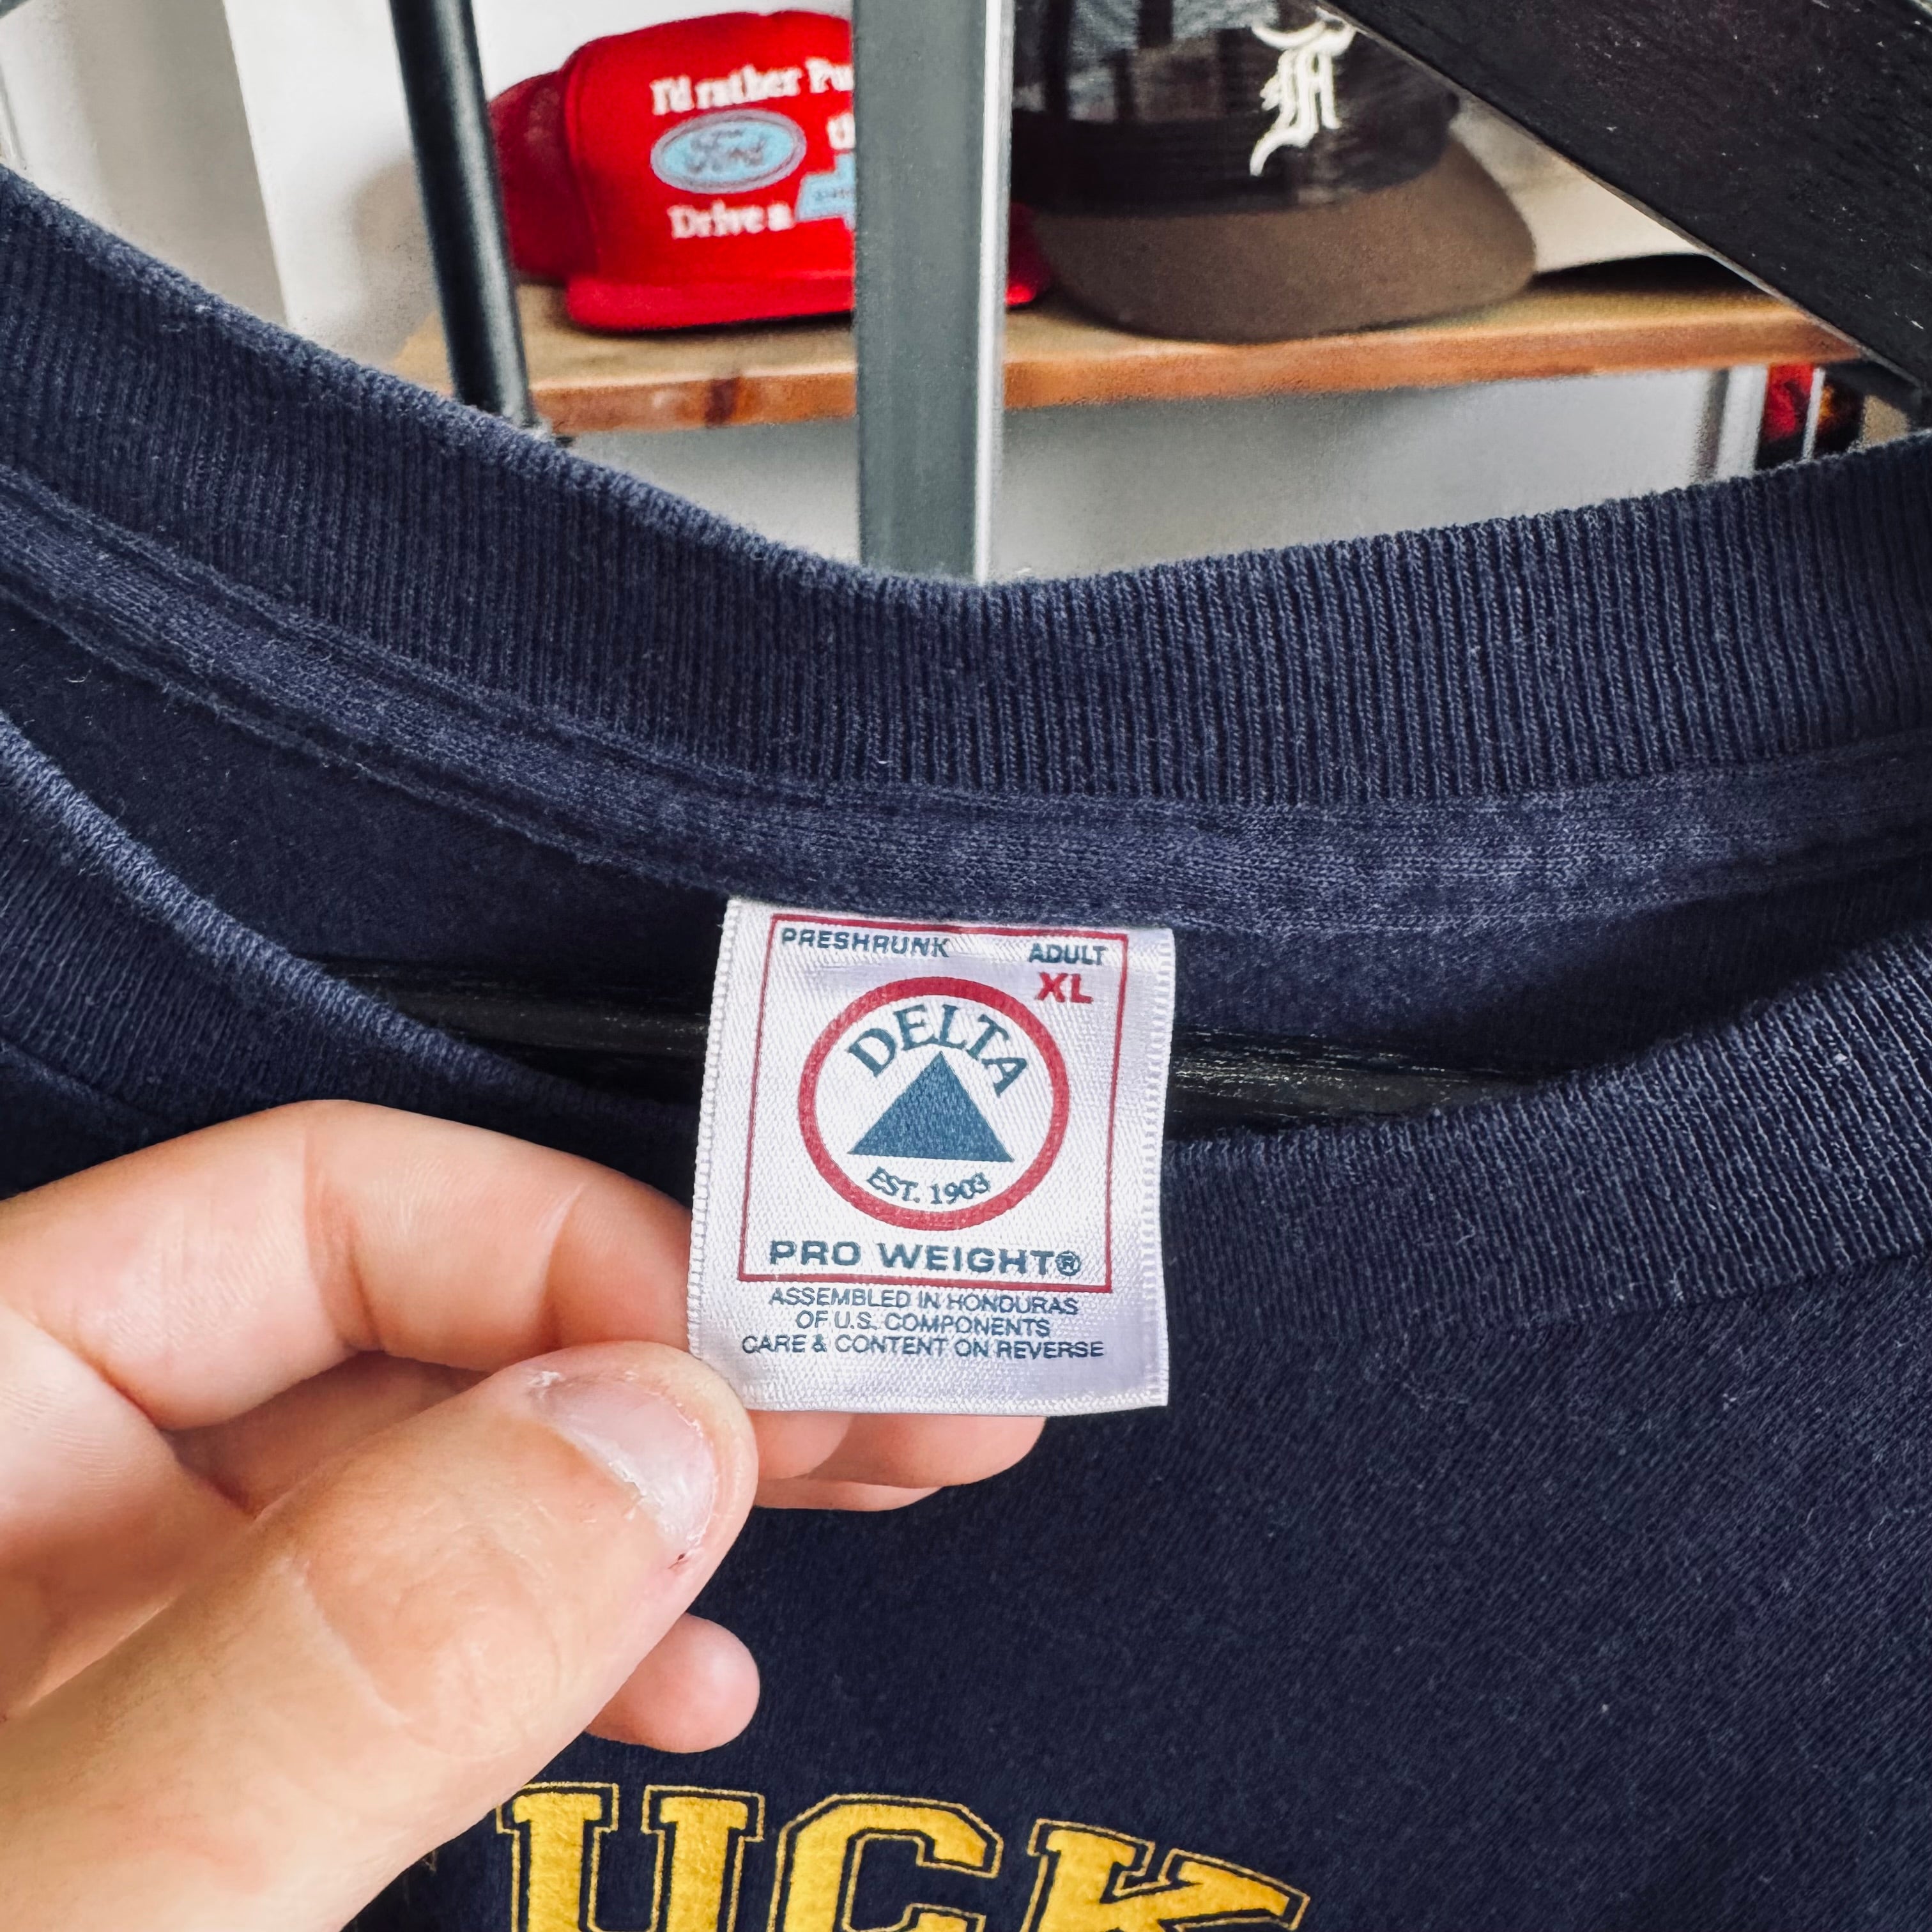 I'd rather
Ford
Drive a
PRESHRUNK ADULT
XL
DELTA
EST. 1903
PRO WEIGHT®
ASSEMBLED IN HONDURAS
OF U.S. COMPONENTS
CARE & CONTENT ON REVERSE
UCK